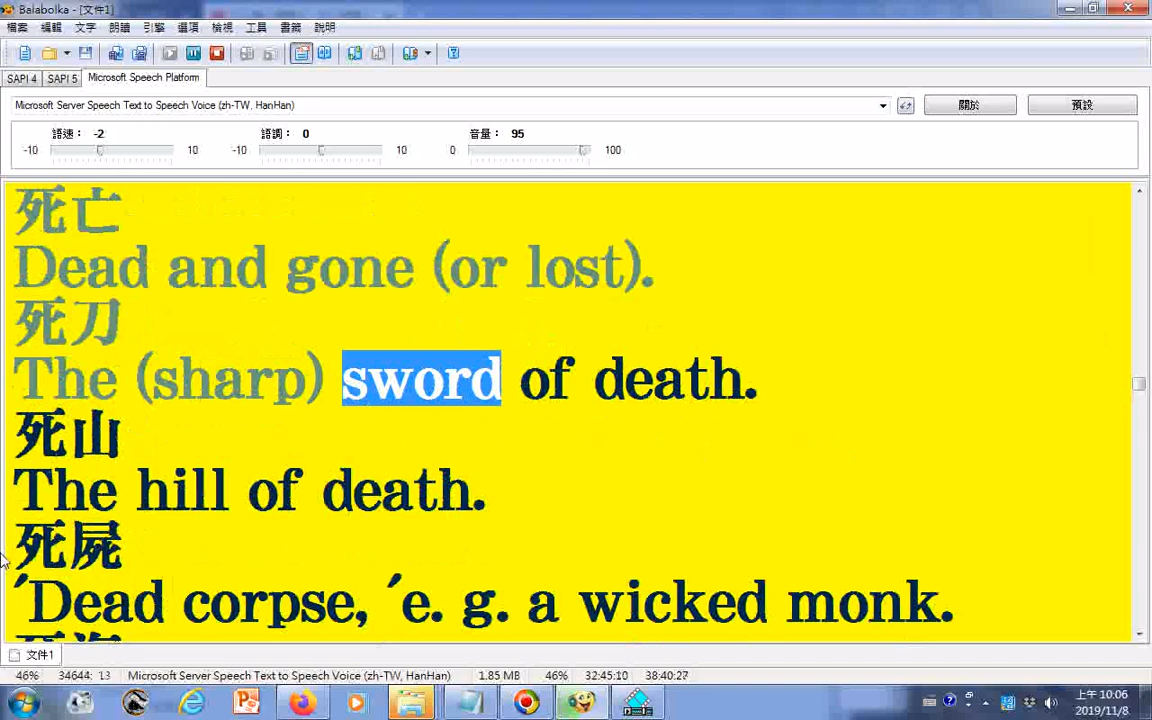 Balabolka - [文件1]
檔案 編輯 文字 朗讀 引擎 選項 檢視 工具 書籤 說明
SAPI 4 SAPI 5 Microsoft Speech Platform
Microsoft Server Speech Text to Speech Voice (zh-TW, HanHan) 關於 預設
語速: -2 語調: 0 音量: 95
-10 10 -10 10 0 100
死亡
Dead and gone (or lost).
死刀
The (sharp) sword of death.
死山
The hill of death.
死屍
´Dead corpse, ´e. g. a wicked monk.
死海
文件1
46% 34644: 13 Microsoft Server Speech Text to Speech Voice (zh-TW, HanHan) 1.85 MB 46% 32:45:10 38:40:27
上午 10:06
2019/11/8